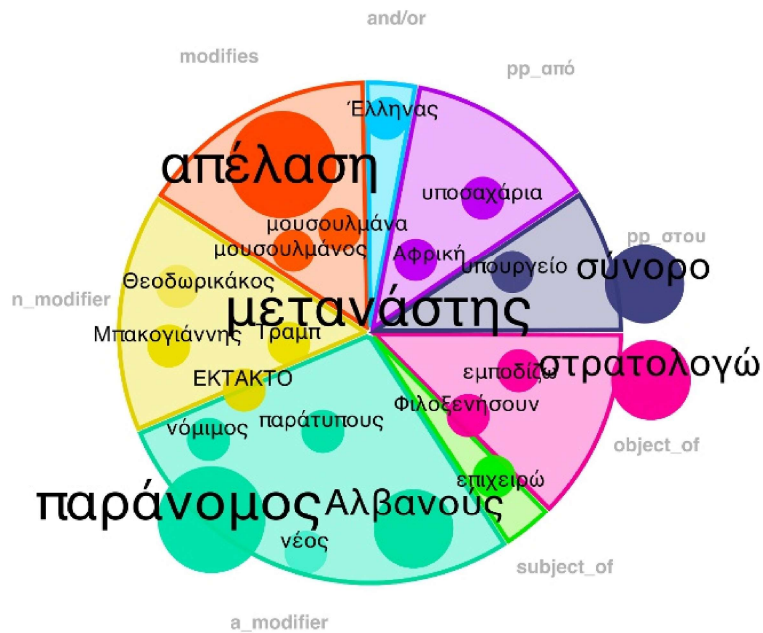 and/or
modifies
pp_από
Έλληνας
απέλαση
υποσαχάρια
μουσουλμάνα
μουσουλμάνος
Αφρική
pp_στου
υπουργείο
σύνορο
Θεοδωρικάκος
n_modifier
μετανάστης
Μπακογιάννης
Τραμπ
στρατολογώ
εμποδίζω
ΕΚΤΑΚΤΟ
Φιλοξενήσουν
νόμιμος
παράτυπους
object_of
επιχειρώ
παράνομος
Αλβανούς
νέος
subject_of
a_modifier